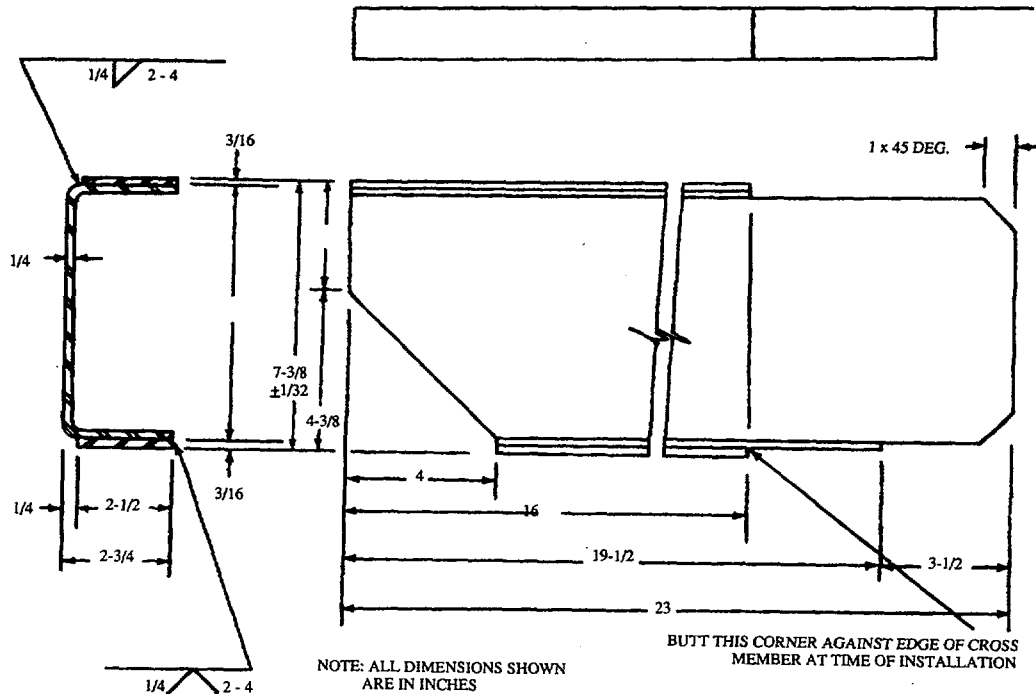 1/4 2 - 4
3/16
1 x 45 DEG.
1/4
7-3/8
±1/32
4-3/8
3/16
4
1/4
2-1/2
16
2-3/4
19-1/2
3-1/2
23
BUTT THIS CORNER AGAINST EDGE OF CROSS
MEMBER AT TIME OF INSTALLATION
NOTE: ALL DIMENSIONS SHOWN
ARE IN INCHES
1/4 2 - 4